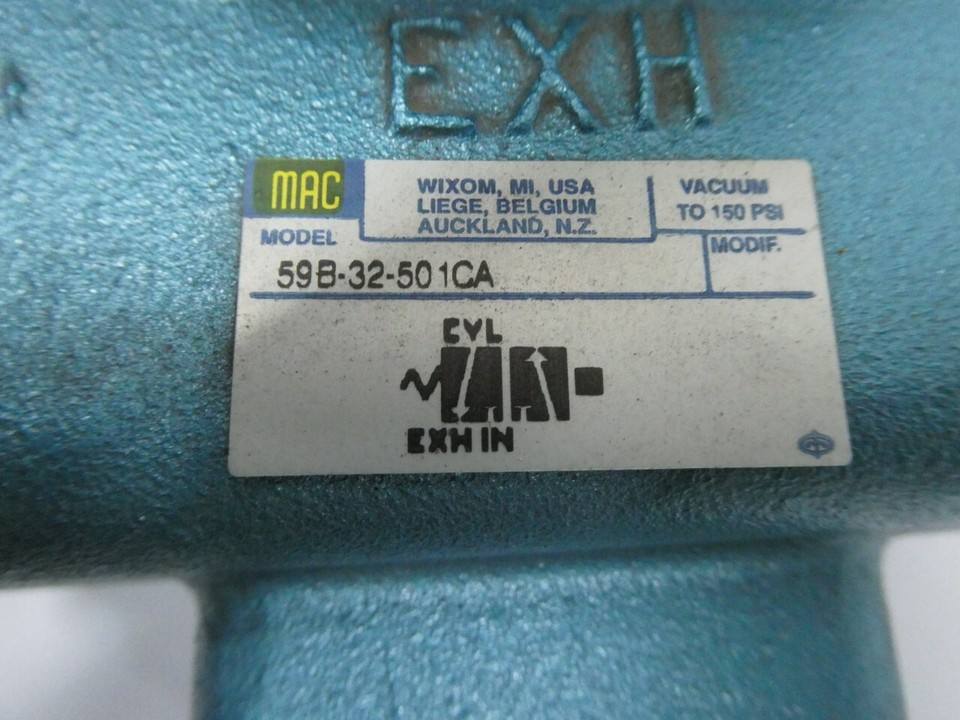 EXH
MAC
WIXOM, MI, USA
LIEGE, BELGIUM
AUCKLAND, N.Z.
VACUUM
TO 150 PSI
MODEL
MODIF.
59B-32-501CA
CYL
EXH IN